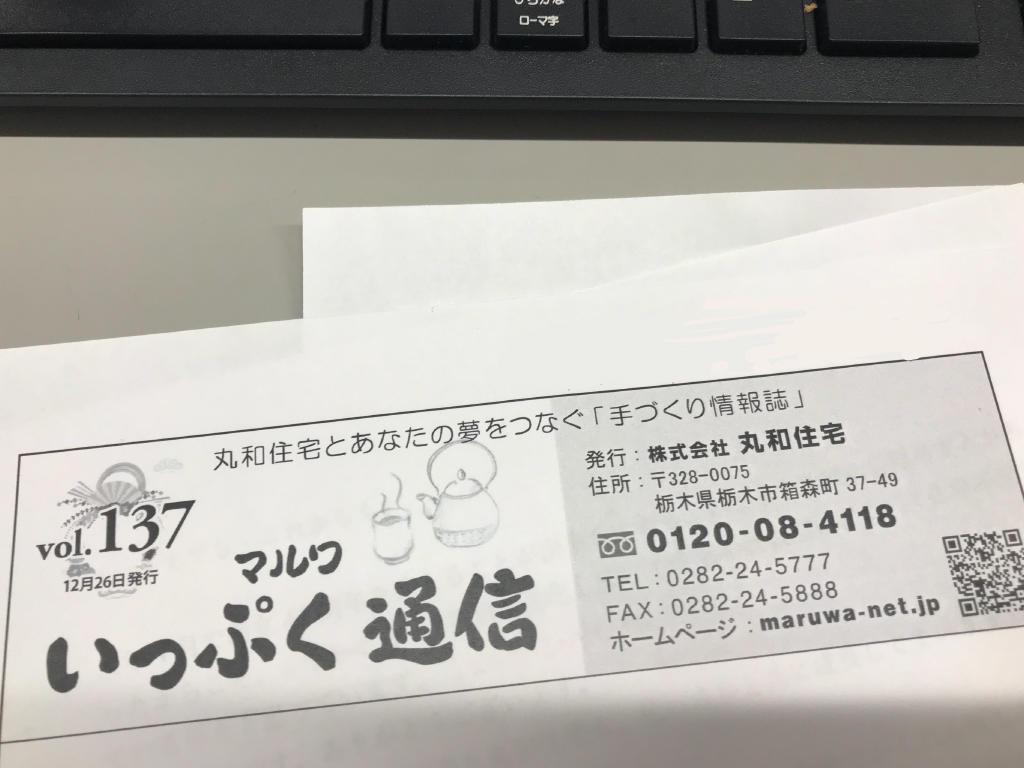 ひらがな
ローマ字
丸和住宅とあなたの夢をつなぐ「手づくり情報誌」
vol.137
12月26日発行
マルワ
いっぷく通信
発行：株式会社 丸和住宅
住所：〒328-0075
栃木県栃木市箱森町 37-49
0120-08-4118
TEL：0282-24-5777
FAX：0282-24-5888
ホームページ：maruwa-net.jp